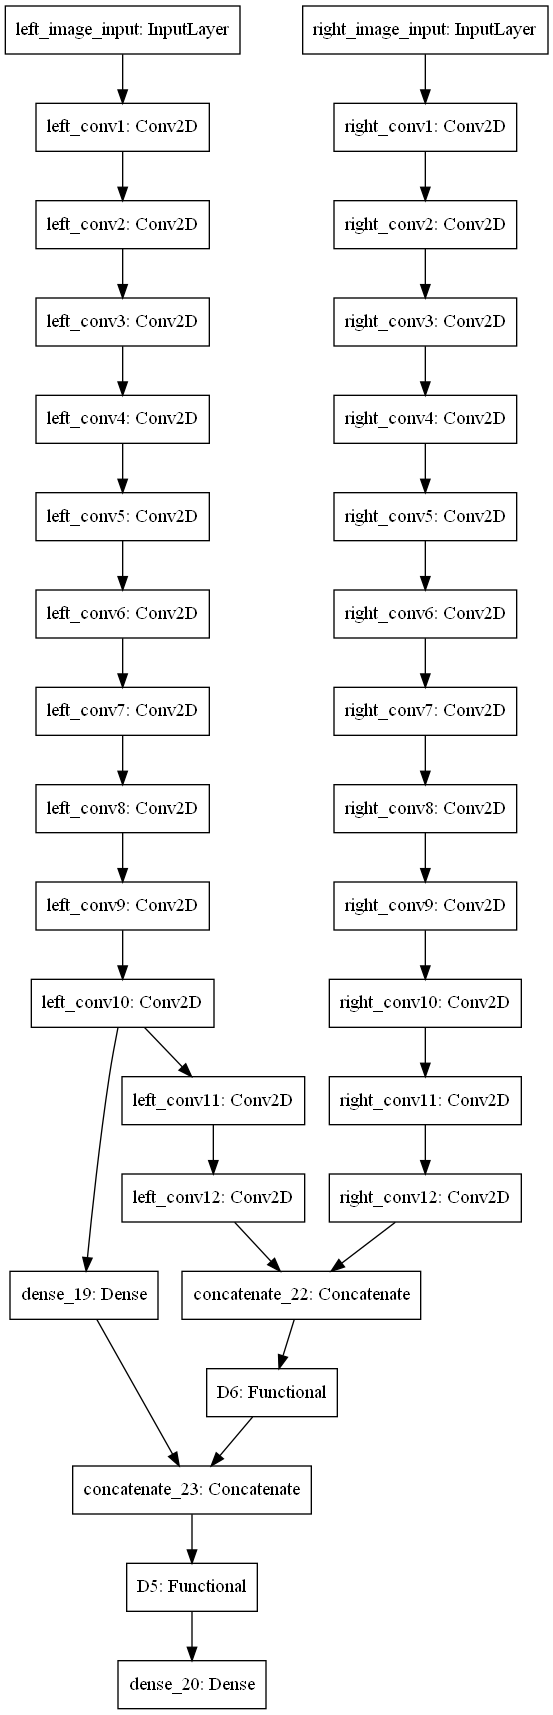 left_image_input: InputLayer
right_image_input: InputLayer
left_conv1: Conv2D
right_conv1: Conv2D
left_conv2: Conv2D
right_conv2: Conv2D
left_conv3: Conv2D
right_conv3: Conv2D
left_conv4: Conv2D
right_conv4: Conv2D
left_conv5: Conv2D
right_conv5: Conv2D
left_conv6: Conv2D
right_conv6: Conv2D
left_conv7: Conv2D
right_conv7: Conv2D
left_conv8: Conv2D
right_conv8: Conv2D
left_conv9: Conv2D
right_conv9: Conv2D
left_conv10: Conv2D
right_conv10: Conv2D
left_conv11: Conv2D
right_conv11: Conv2D
left_conv12: Conv2D
right_conv12: Conv2D
dense_19: Dense
concatenate_22: Concatenate
D6: Functional
concatenate_23: Concatenate
D5: Functional
dense_20: Dense